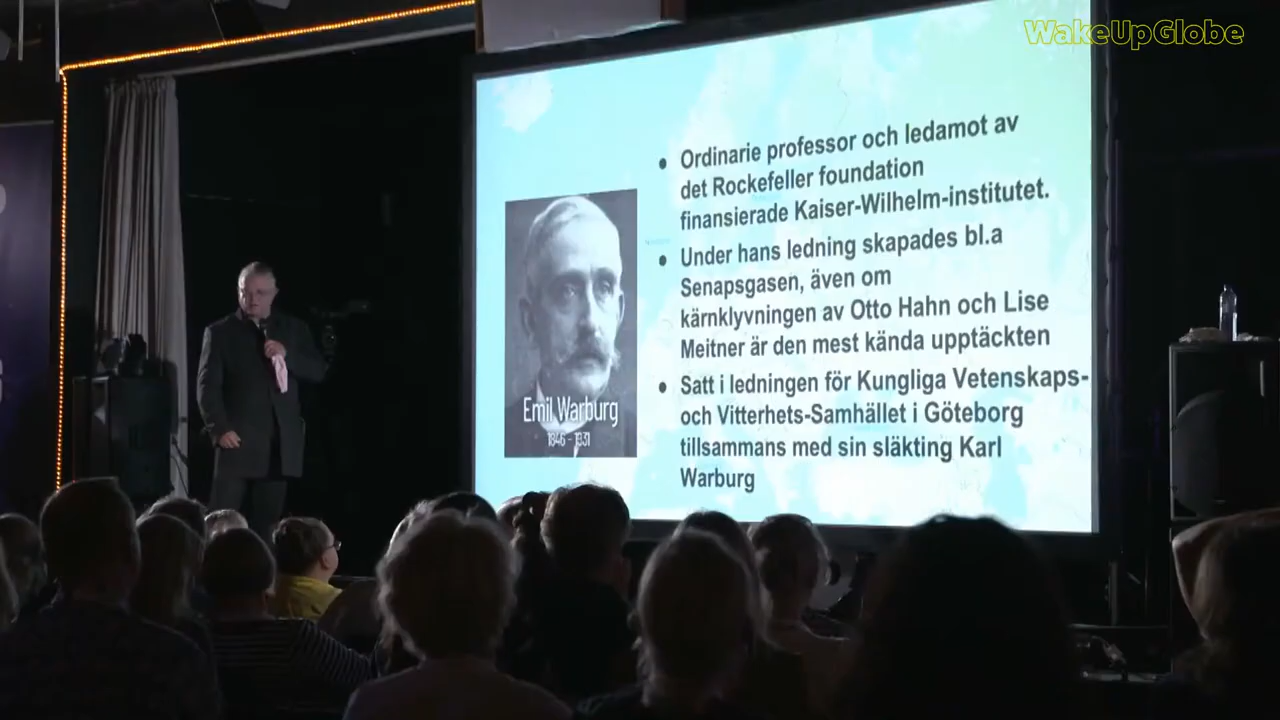 WakeUpGlobe
• Ordinarie professor och ledamot av
det Rockefeller foundation
finansierade Kaiser-Wilhelm-institutet.
• Under hans ledning skapades bl.a
Senapsgasen, även om
kärnklyvningen av Otto Hahn och Lise
Meitner är den mest kända upptäckten
• Satt i ledningen för Kungliga Vetenskaps-
och Vitterhets-Samhället i Göteborg
tillsammans med sin släkting Karl
Warburg
Emil Warburg
1846 - 1931